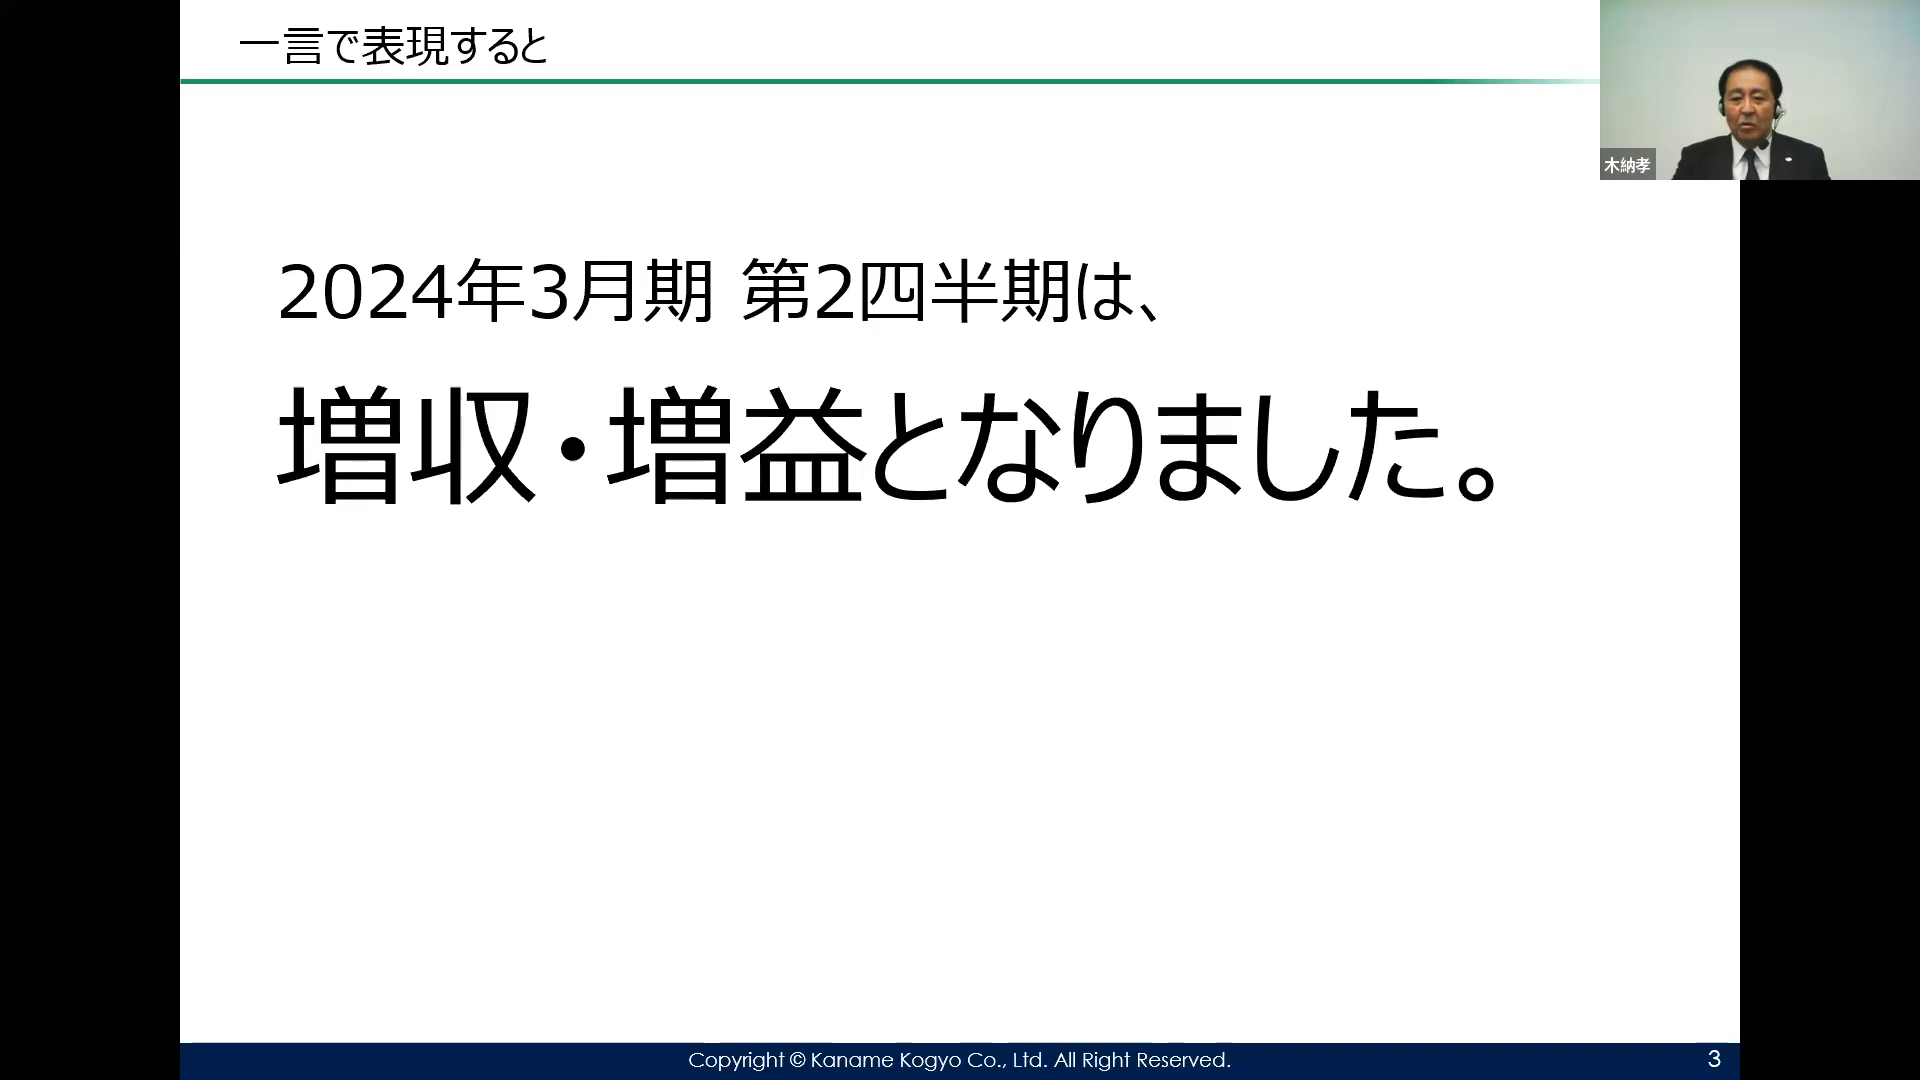 一言で表現すると
木納孝
2024年3月期 第2四半期は、
増収・増益となりました。
Copyright © Kaname Kogyo Co., Ltd. All Right Reserved.
3